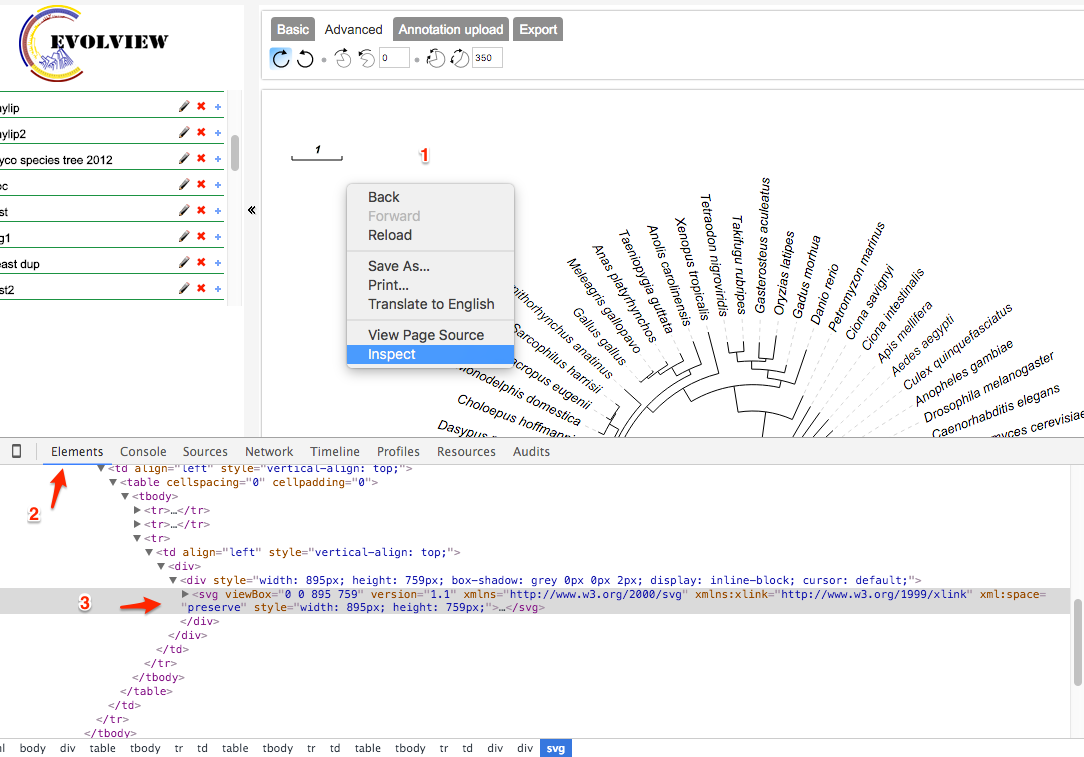 EVOLVIEW
Basic Advanced Annotation upload Export
0 350
ylip
ylip2
yco species tree 2012
oc
st
g1
east dup
st2
«
1
1
Back
Forward
Reload
Save As...
Print...
Translate to English
View Page Source
Inspect
Dasypus
Choloepus hoffmanni
onodelphis domestica
acropus eugenii
Sarcophilus harrisii
nithorhynchus anatinus
Gallus gallus
Meleagris gallopavo
Anas platyrhynchos
Taeniopygia guttata
Anolis carolinensis
Xenopus tropicalis
Tetraodon nigroviridis
Takifugu rubripes
Gasterosteus aculeatus
Oryzias latipes
Gadus morhua
Danio rerio
Petromyzon marinus
Ciona savignyi
Ciona intestinalis
Apis mellifera
Aedes aegypti
Culex quinquefasciatus
Anopheles gambiae
Drosophila melanogaster
Caenorhabditis elegans
myces cerevisiae
Elements Console Sources Network Timeline Profiles Resources Audits
2
3
▼<td align="left" style="vertical-align: top;">
▼<table cellspacing="0" cellpadding="0">
▼<tbody>
▶<tr>…</tr>
▶<tr>…</tr>
▼<tr>
▼<td align="left" style="vertical-align: top;">
▼<div>
▼<div style="width: 895px; height: 759px; box-shadow: grey 0px 0px 2px; display: inline-block; cursor: default;">
▶<svg viewBox="0 0 895 759" version="1.1" xmlns="http://www.w3.org/2000/svg" xmlns:xlink="http://www.w3.org/1999/xlink" xml:space=
"preserve" style="width: 895px; height: 759px;">…</svg>
</div>
</div>
</td>
</tr>
</tbody>
</table>
</td>
</tr>
</tbody>
l body div table tbody tr td table tbody tr td table tbody tr td div div svg